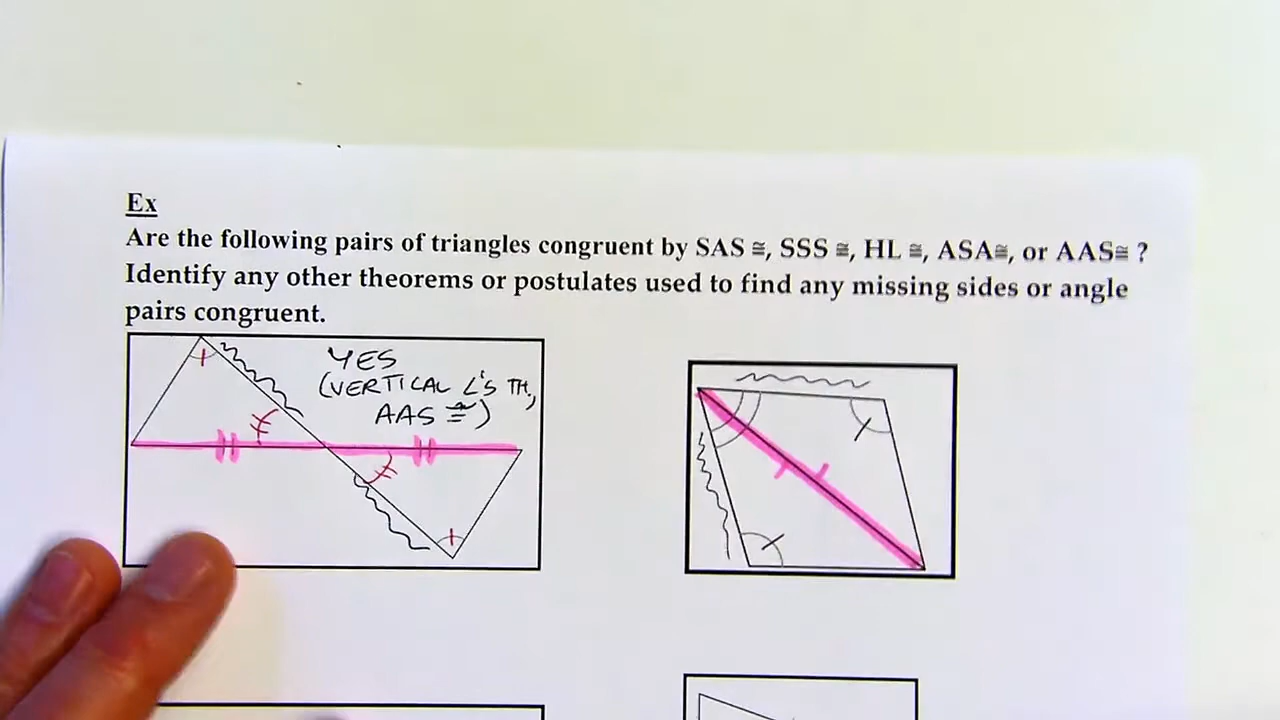 Ex
Are the following pairs of triangles congruent by SAS ≅, SSS ≅, HL ≅, ASA≅, or AAS≅ ?
Identify any other theorems or postulates used to find any missing sides or angle
pairs congruent.
YES
(VERTICAL ∠'S TH,
AAS ≅)